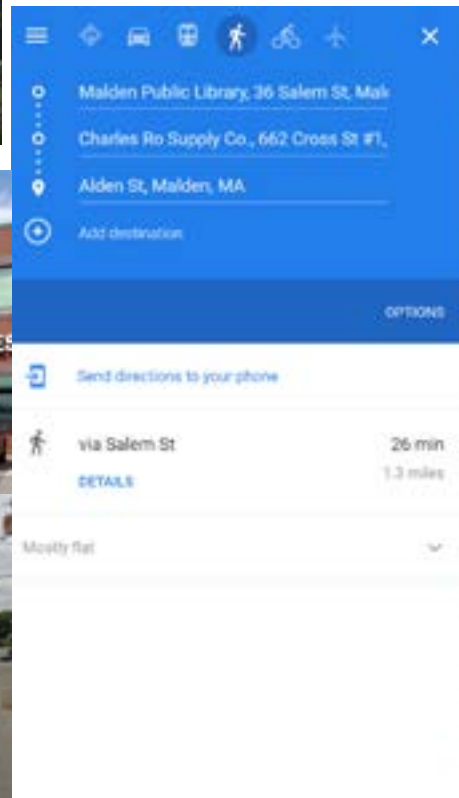 Malden Public Library, 36 Salem St, Mald
Charles Ro Supply Co., 662 Cross St #1,
Alden St, Malden, MA
Add destination
OPTIONS
Send directions to your phone
via Salem St
26 min
DETAILS
1.3 miles
Mostly flat